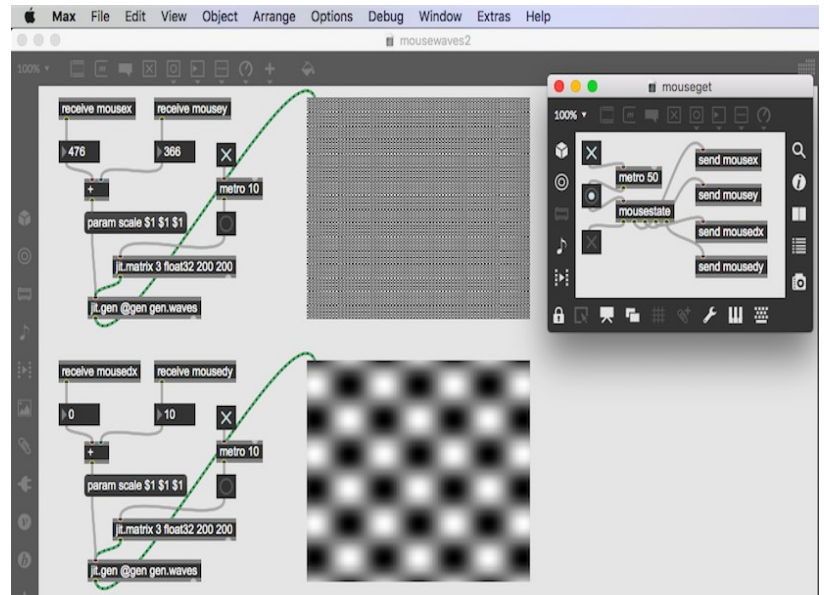 Max File Edit View Object Arrange Options Debug Window Extras Help
mousewaves2
100%
receive mousex receive mousey
476 366
+
metro 10
param scale $1 $1 $1
jit.matrix 3 float32 200 200
jit.gen @gen gen.waves
receive mousedx receive mousedy
0 10
+
metro 10
param scale $1 $1 $1
jit.matrix 3 float32 200 200
jit.gen @gen gen.waves
mouseget
100%
send mousex
metro 50
send mousey
mousestate
send mousedx
send mousedy